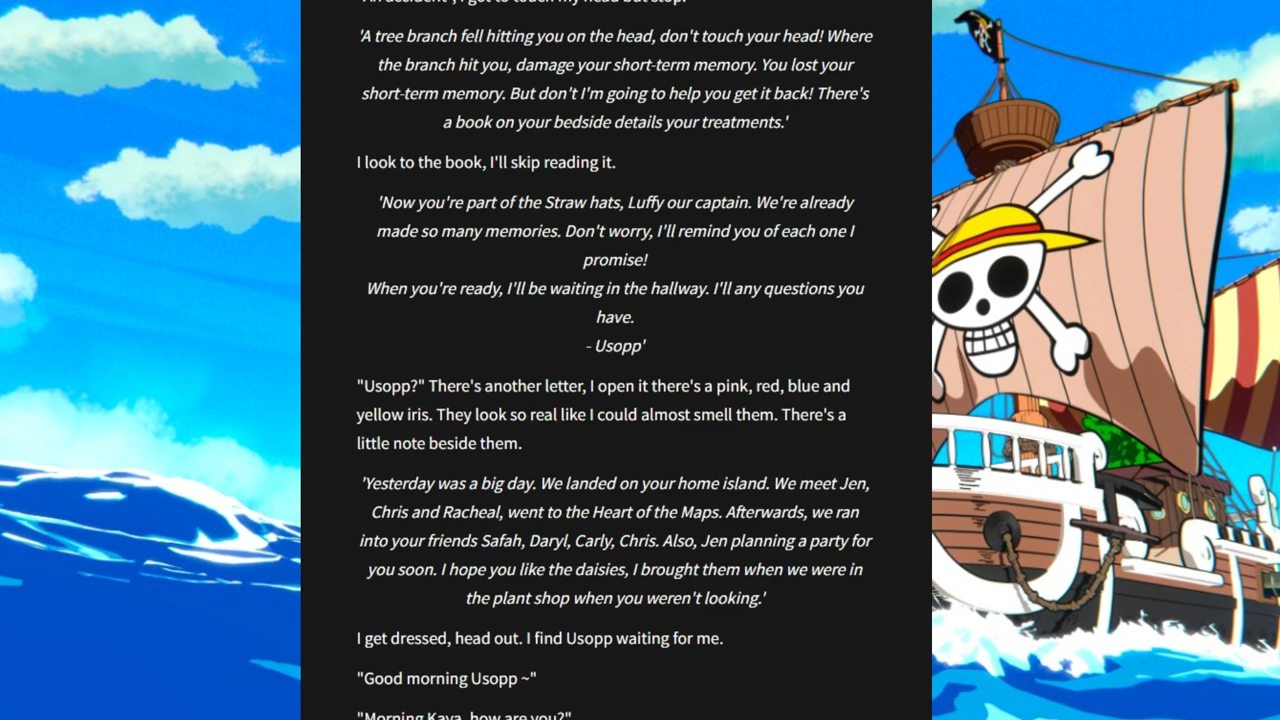 'A tree branch fell hitting you on the head, don't touch your head! Where
the branch hit you, damage your short-term memory. You lost your
short-term memory. But don't I'm going to help you get it back! There's
a book on your bedside details your treatments.'
I look to the book, I'll skip reading it.
'Now you're part of the Straw hats, Luffy our captain. We're already
made so many memories. Don't worry, I'll remind you of each one I
promise!
When you're ready, I'll be waiting in the hallway. I'll any questions you
have.
- Usopp'
"Usopp?" There's another letter, I open it there's a pink, red, blue and
yellow iris. They look so real like I could almost smell them. There's a
little note beside them.
'Yesterday was a big day. We landed on your home island. We meet Jen,
Chris and Racheal, went to the Heart of the Maps. Afterwards, we ran
into your friends Safah, Daryl, Carly, Chris. Also, Jen planning a party for
you soon. I hope you like the daisies, I brought them when we were in
the plant shop when you weren't looking.'
I get dressed, head out. I find Usopp waiting for me.
"Good morning Usopp ~"
"Morning Kaya, how are you?"